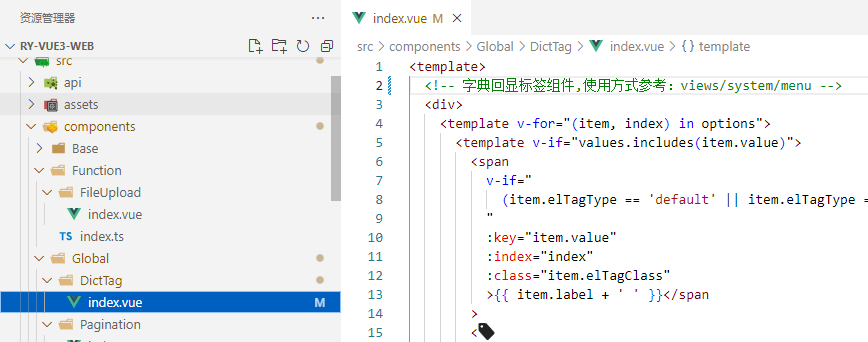 资源管理器
RY-VUE3-WEB
src
api
assets
components
Base
Function
FileUpload
index.vue
TS index.ts
Global
DictTag
index.vue M
Pagination
index.vue M
src > components > Global > DictTag > index.vue > {} template
1 <template>
2 <!-- 字典回显标签组件,使用方式参考：views/system/menu -->
3 <div>
4 <template v-for="(item, index) in options">
5 <template v-if="values.includes(item.value)">
6 <span
7 v-if="
8 (item.elTagType == 'default' || item.elTagType =
9 "
10 :key="item.value"
11 :index="index"
12 :class="item.elTagClass"
13 >{{ item.label + ' ' }}</span
14 >
15 <